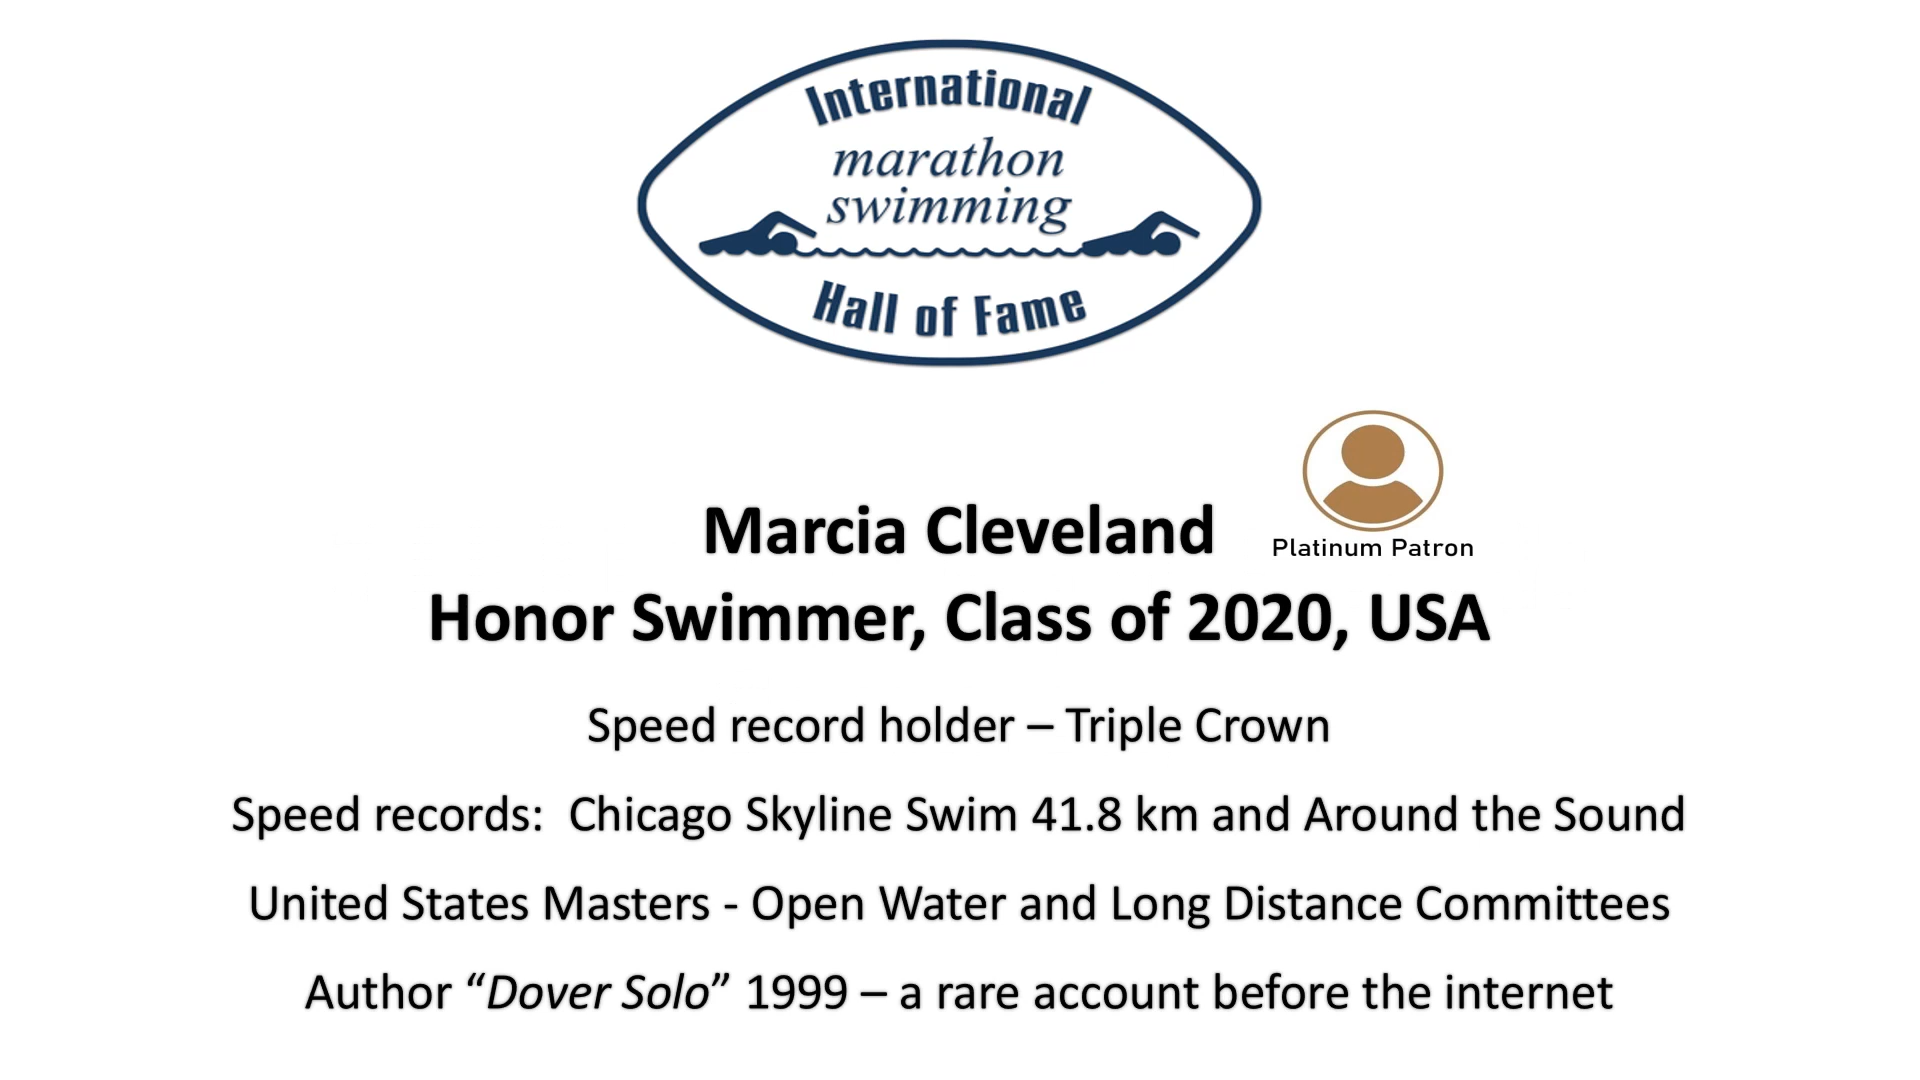 International
marathon
swimming
Hall of Fame
Platinum Patron
Marcia Cleveland
Honor Swimmer, Class of 2020, USA
Speed record holder – Triple Crown
Speed records:  Chicago Skyline Swim 41.8 km and Around the Sound
United States Masters - Open Water and Long Distance Committees
Author “Dover Solo” 1999 – a rare account before the internet